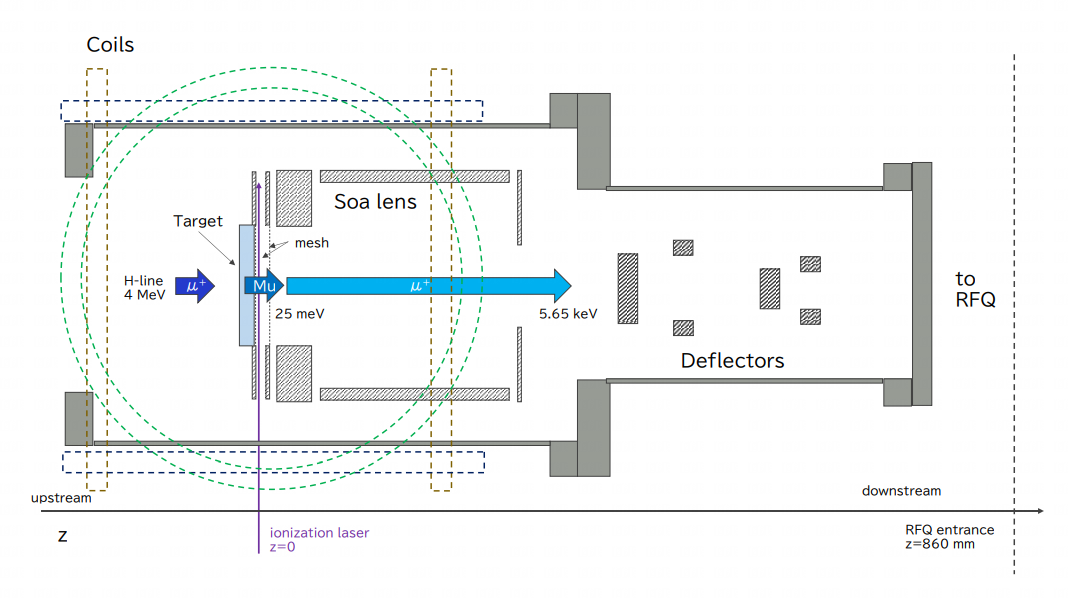 Coils
Soa lens
Target
mesh
H-line
4 MeV
μ+
Mu
μ+
25 meV
5.65 keV
to
RFQ
Deflectors
upstream
downstream
z
ionization laser
z=0
RFQ entrance
z=860 mm